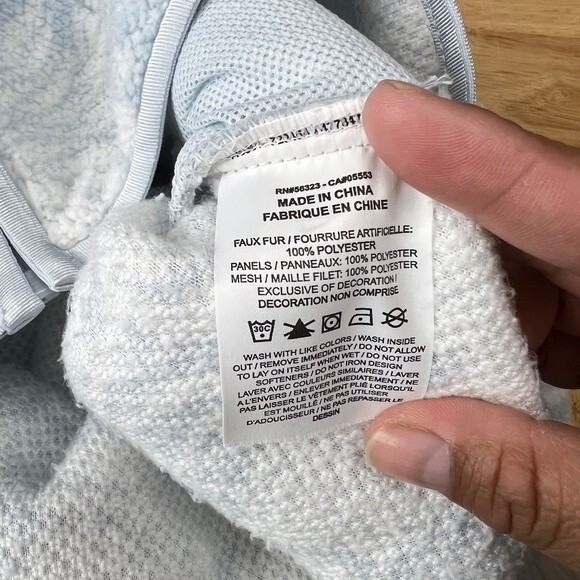 RN#56323 - CA#05553
MADE IN CHINA
FABRIQUE EN CHINE
FAUX FUR / FOURRURE ARTIFICIELLE:
100% POLYESTER
PANELS / PANNEAUX: 100% POLYESTER
MESH / MAILLE FILET: 100% POLYESTER
EXCLUSIVE OF DECORATION/
DECORATION NON COMPRISE
30C
WASH WITH LIKE COLORS / WASH INSIDE
OUT / REMOVE IMMEDIATELY / DO NOT ALLOW
TO LAY ON ITSELF WHEN WET / DO NOT USE
SOFTENERS / DO NOT IRON DESIGN
LAVER AVEC COULEURS SIMILAIRES / LAVER
A L'ENVERS / ENLEVER IMMEDIATEMENT / NE
PAS LAISSER LE VÊTEMENT PLIE LORSQU'IL
EST MOUILLÉ / NE PAS UTILISER
D'ADOUCISSEUR / NE PAS REPASSER LE
DESSIN